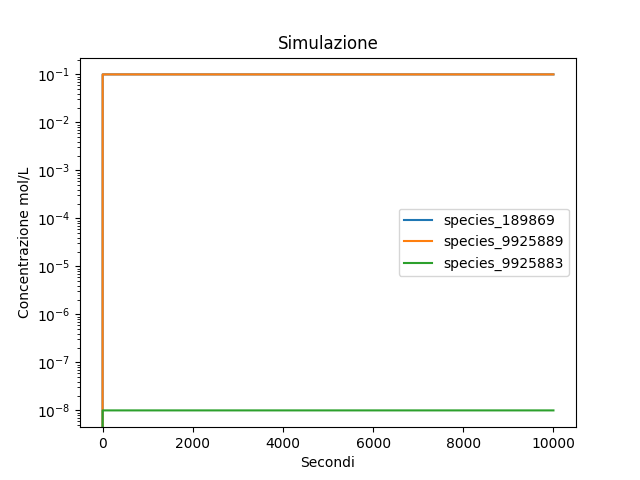 Simulazione
Concentrazione mol/L
10⁻¹
10⁻²
10⁻³
10⁻⁴
10⁻⁵
10⁻⁶
10⁻⁷
10⁻⁸
species_189869
species_9925889
species_9925883
0 2000 4000 6000 8000 10000
Secondi